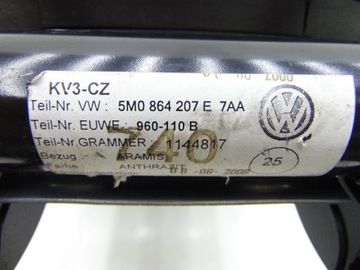 KV3-CZ
Teil-Nr. VW : 5M0 864 207 E 7AA
Teil-Nr. EUWE : 960-110 B
740
Teil-Nr.GRAMMER : 1144817
Bezug : ARAMIS
Farbe : ANTHRAZIT
25